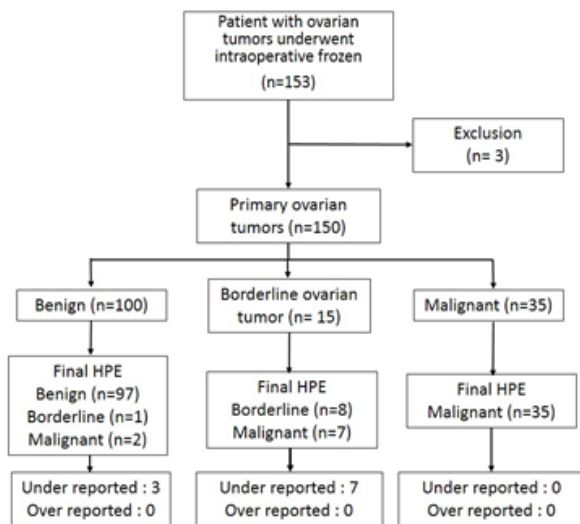 Patient with ovarian
tumors underwent
intraoperative frozen
(n=153)
Exclusion
(n= 3)
Primary ovarian
tumors (n=150)
Benign (n=100)
Borderline ovarian
tumor (n= 15)
Malignant (n=35)
Final HPE
Benign (n=97)
Borderline (n=1)
Malignant (n=2)
Final HPE
Borderline (n=8)
Malignant (n=7)
Final HPE
Malignant (n=35)
Under reported : 3
Over reported : 0
Under reported : 7
Over reported : 0
Under reported : 0
Over reported : 0